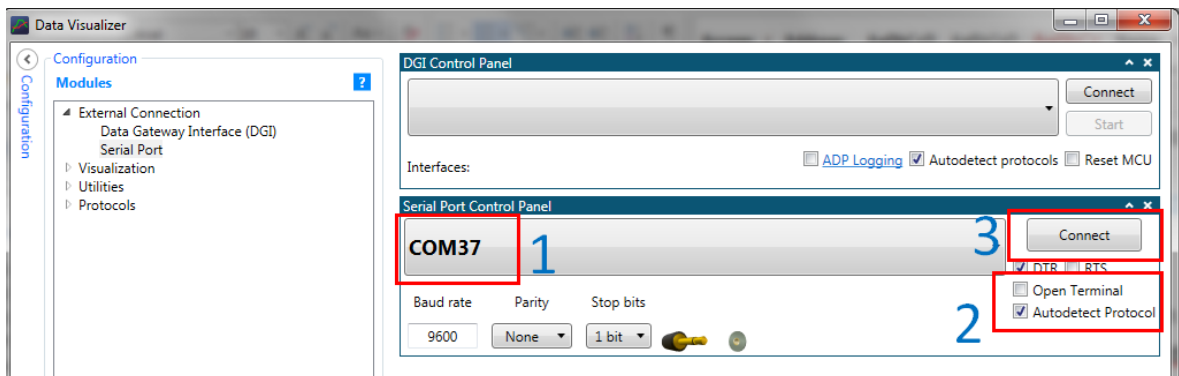 Data Visualizer
Configuration
Configuration
Modules
?
External Connection
Data Gateway Interface (DGI)
Serial Port
Visualization
Utilities
Protocols
DGI Control Panel
Connect
Start
Interfaces:
ADP Logging Autodetect protocols Reset MCU
Serial Port Control Panel
COM37 1
3 Connect
DTR RTS
Open Terminal
2 Autodetect Protocol
Baud rate Parity Stop bits
9600 None 1 bit